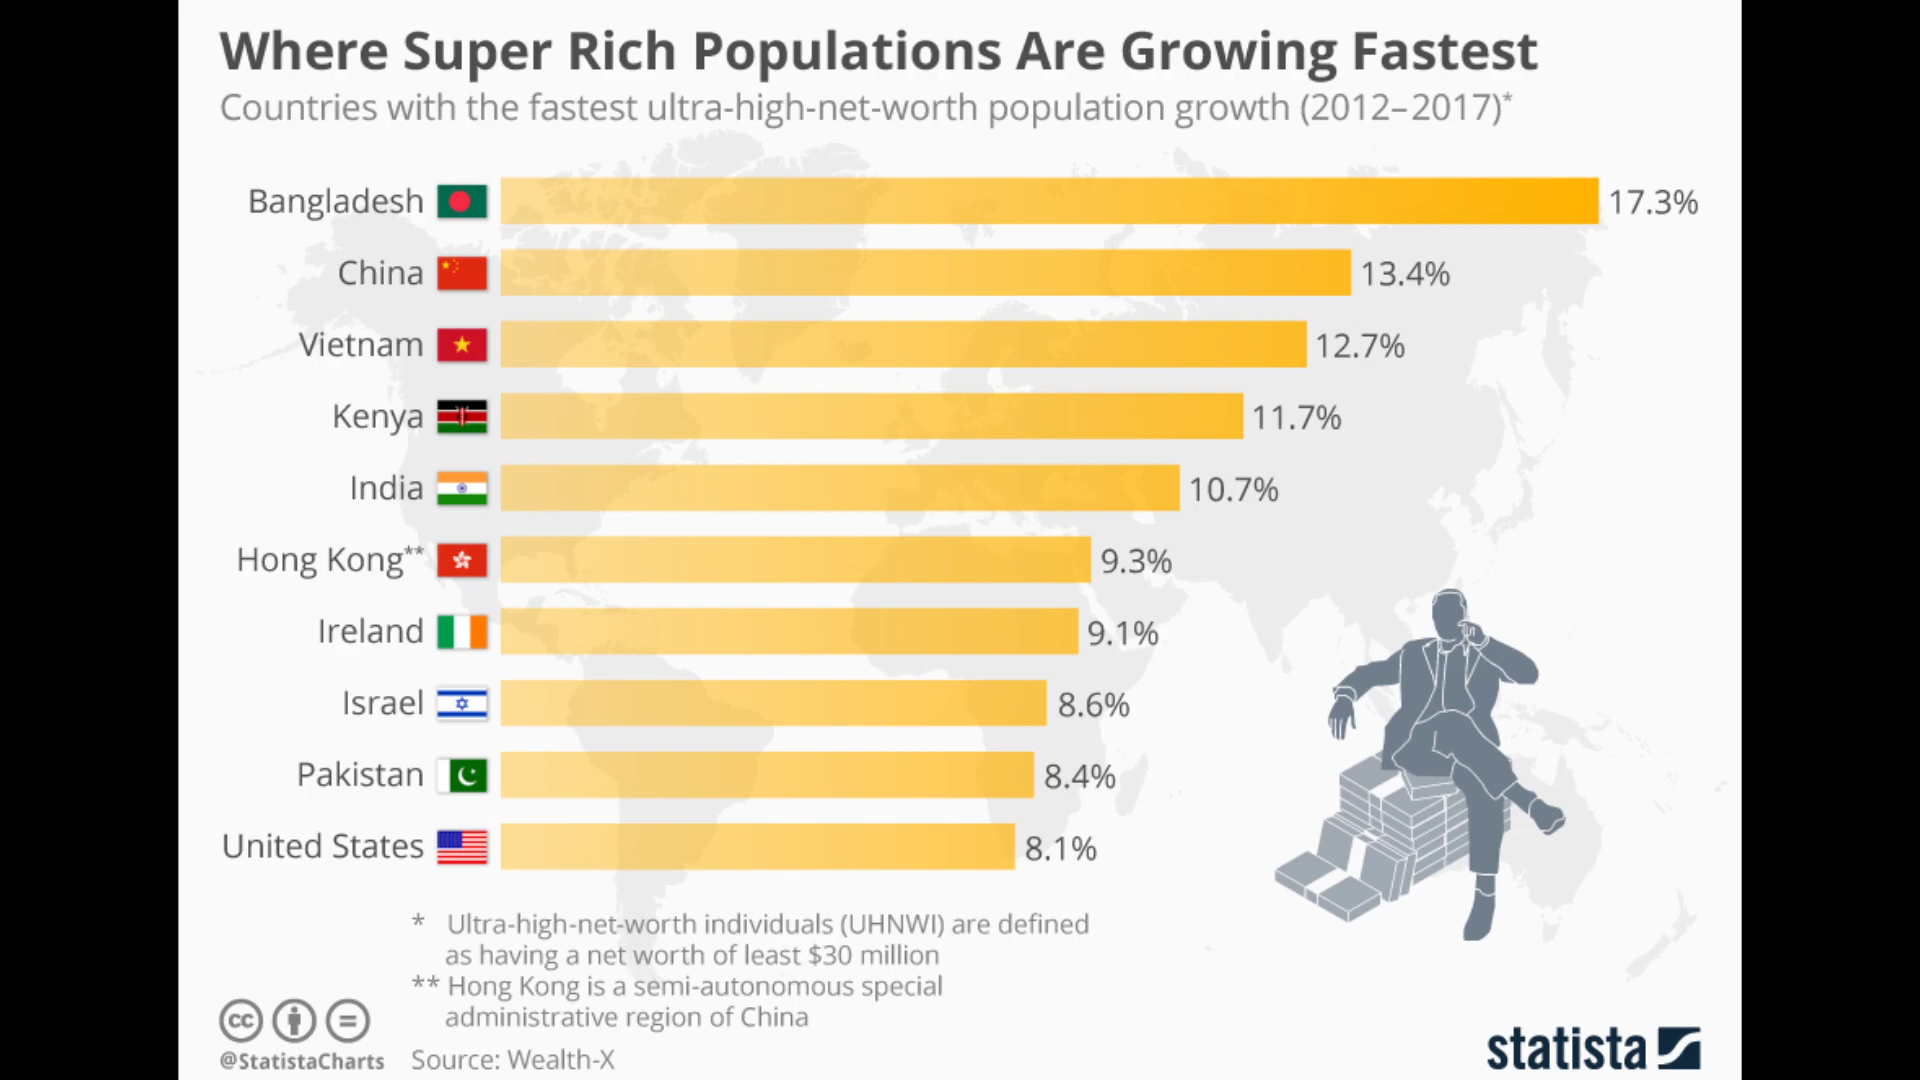 Where Super Rich Populations Are Growing Fastest
Countries with the fastest ultra-high-net-worth population growth (2012–2017)*
Bangladesh 17.3%
China 13.4%
Vietnam 12.7%
Kenya 11.7%
India 10.7%
Hong Kong** 9.3%
Ireland 9.1%
Israel 8.6%
Pakistan 8.4%
United States 8.1%
* Ultra-high-net-worth individuals (UHNWI) are defined
as having a net worth of least $30 million
** Hong Kong is a semi-autonomous special
administrative region of China
cc
@StatistaCharts Source: Wealth-X
statista